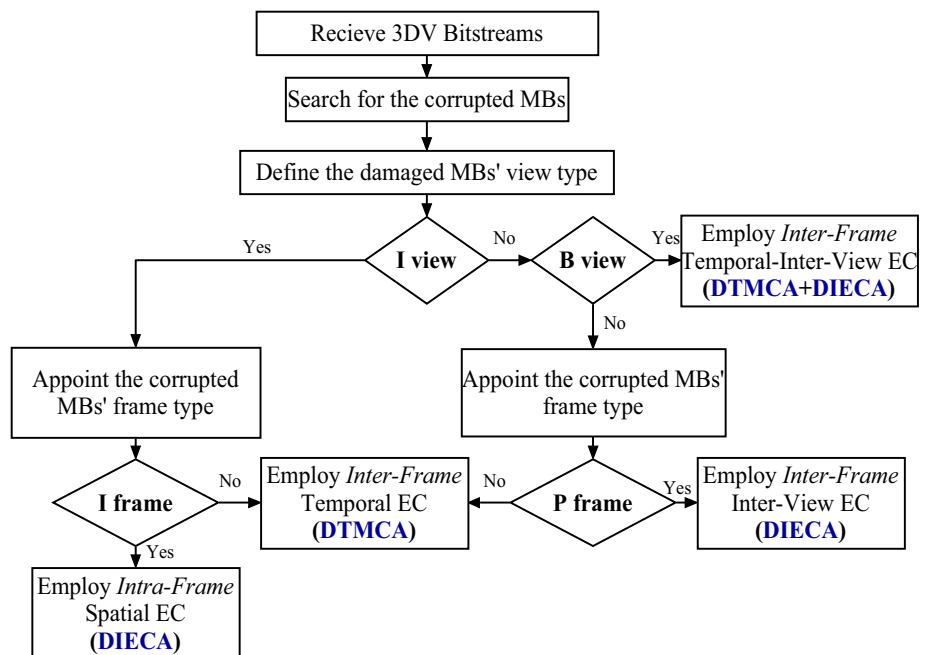 Recieve 3DV Bitstreams
Search for the corrupted MBs
Define the damaged MBs' view type
Yes
I view
No
B view
Yes
Employ Inter-Frame
Temporal-Inter-View EC
(DTMCA+DIECA)
No
Appoint the corrupted
MBs' frame type
Appoint the corrupted MBs'
frame type
I frame
No
Employ Inter-Frame
Temporal EC
(DTMCA)
No
P frame
Yes
Employ Inter-Frame
Inter-View EC
(DIECA)
Yes
Employ Intra-Frame
Spatial EC
(DIECA)